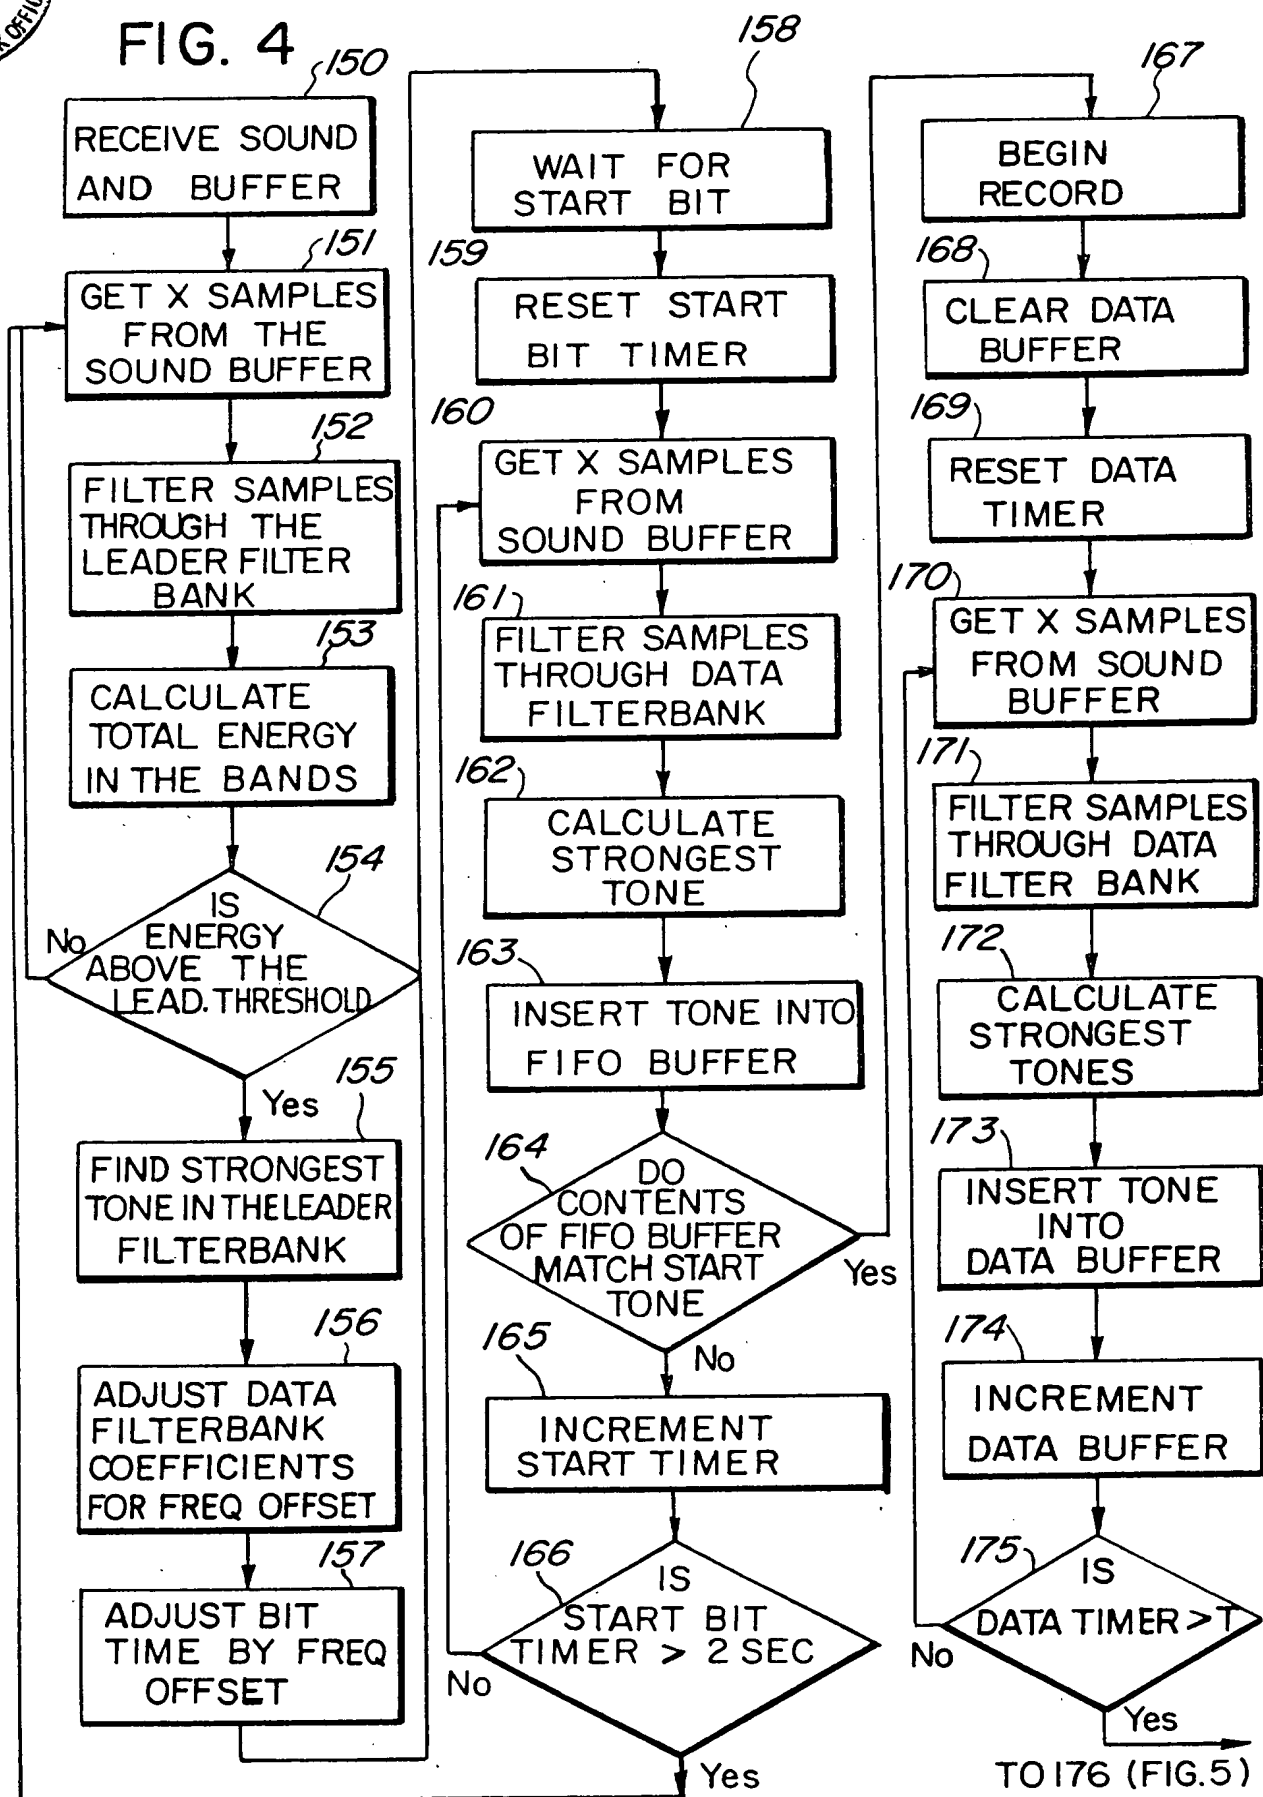 FIG. 4
150
RECEIVE SOUND
AND BUFFER
151
GET X SAMPLES
FROM THE
SOUND BUFFER
152
FILTER SAMPLES
THROUGH THE
LEADER FILTER
BANK
153
CALCULATE
TOTAL ENERGY
IN THE BANDS
154
IS
ENERGY
ABOVE THE
LEAD. THRESHOLD
No
Yes
155
FIND STRONGEST
TONE IN THE LEADER
FILTERBANK
156
ADJUST DATA
FILTERBANK
COEFFICIENTS
FOR FREQ OFFSET
157
ADJUST BIT
TIME BY FREQ
OFFSET
158
WAIT FOR
START BIT
159
RESET START
BIT TIMER
160
GET X SAMPLES
FROM
SOUND BUFFER
161
FILTER SAMPLES
THROUGH DATA
FILTERBANK
162
CALCULATE
STRONGEST
TONE
163
INSERT TONE INTO
FIFO BUFFER
164
DO
CONTENTS
OF FIFO BUFFER
MATCH START
TONE
Yes
No
165
INCREMENT
START TIMER
166
IS
START BIT
TIMER > 2 SEC
No
Yes
167
BEGIN
RECORD
168
CLEAR DATA
BUFFER
169
RESET DATA
TIMER
170
GET X SAMPLES
FROM SOUND
BUFFER
171
FILTER SAMPLES
THROUGH DATA
FILTER BANK
172
CALCULATE
STRONGEST
TONES
173
INSERT TONE
INTO
DATA BUFFER
174
INCREMENT
DATA BUFFER
175
IS
DATA TIMER > T
No
Yes
TO 176 (FIG.5)